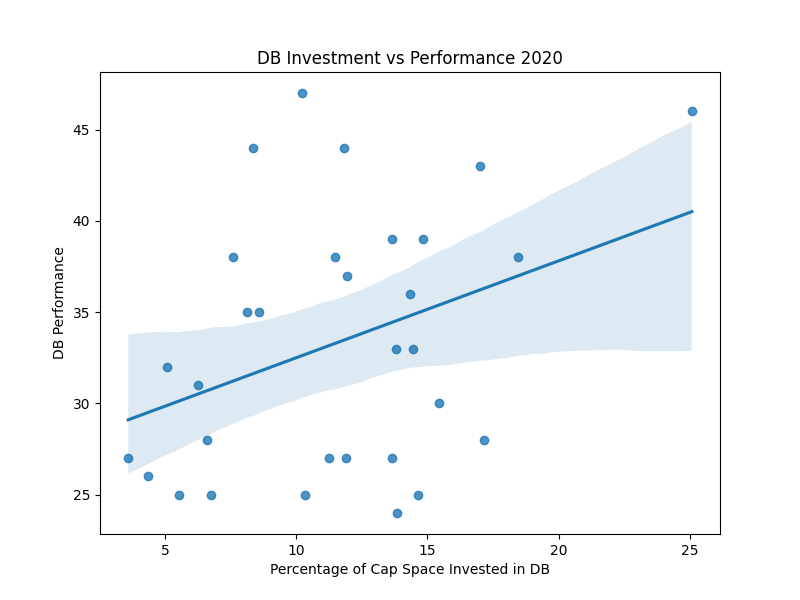 DB Investment vs Performance 2020
45
40
35
30
25
DB Performance
5 10 15 20 25
Percentage of Cap Space Invested in DB